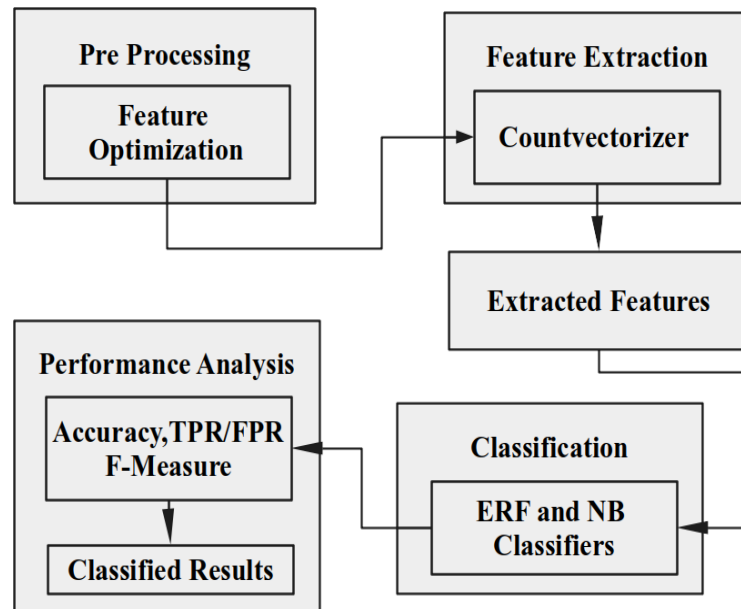 Pre Processing
Feature
Optimization
Feature Extraction
Countvectorizer
Extracted Features
Classification
ERF and NB
Classifiers
Performance Analysis
Accuracy,TPR/FPR
F-Measure
Classified Results